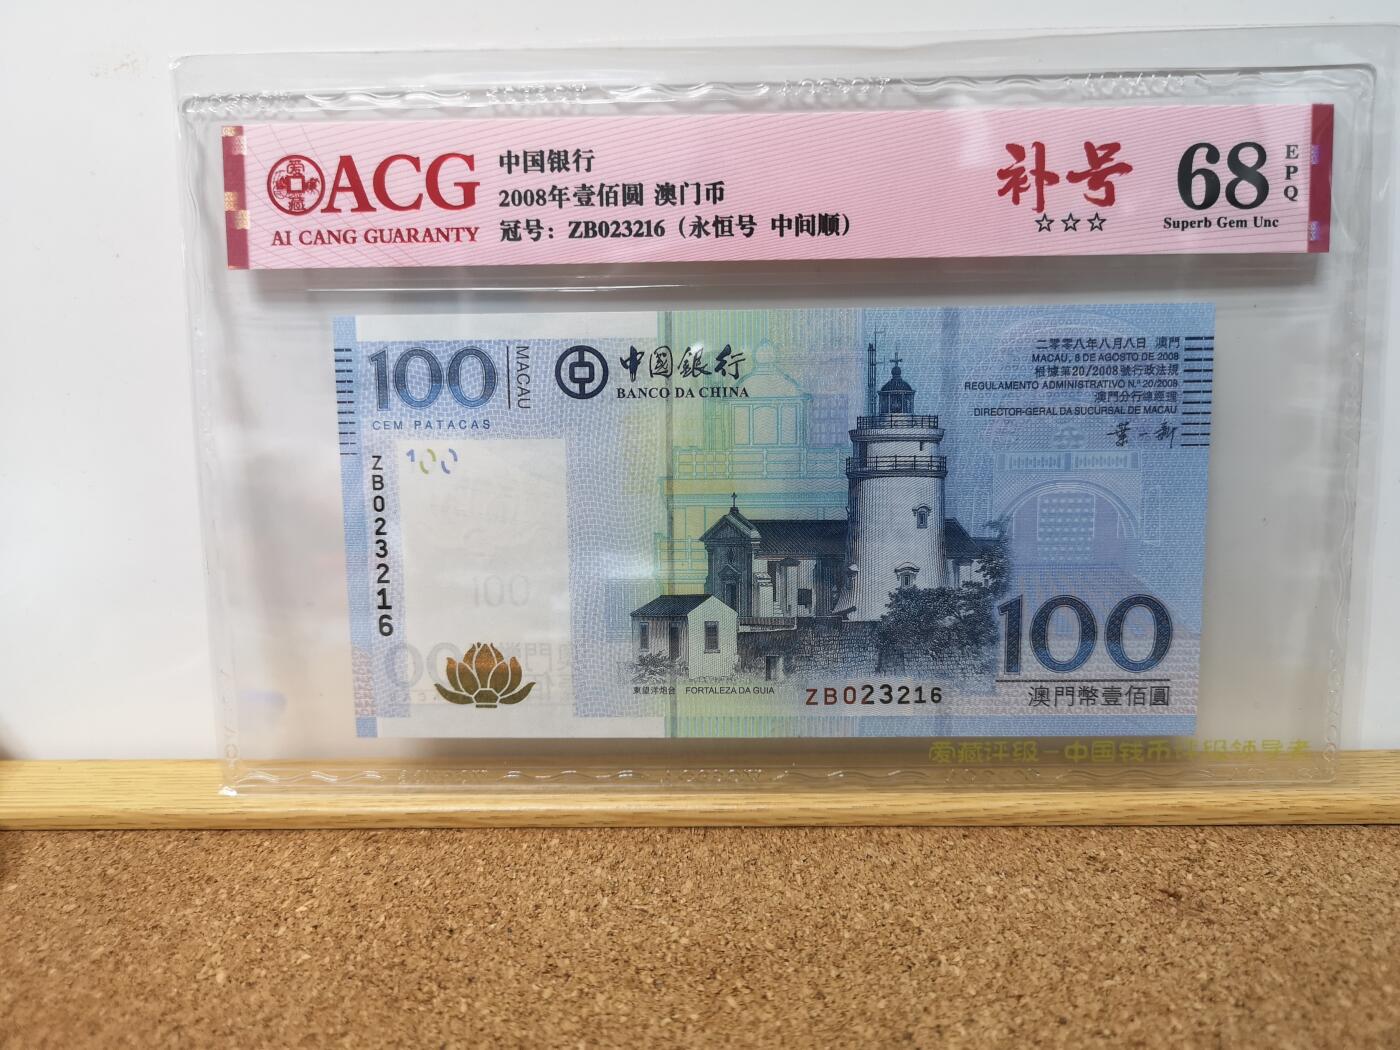 ACG
AI CANG GUARANTY
中国银行
2008年壹佰圆 澳门币
冠号：ZB023216（永恒号 中间顺）
补号
☆☆☆
68
EPQ
Superb Gem Unc
100
MACAU
CEM PATACAS
中國銀行
BANCO DA CHINA
二零零八年八月八日 澳門
MACAU, 8 DE AGOSTO DE 2008
根據第20/2008號行政法規
REGULAMENTO ADMINISTRATIVO N.º 20/2008
澳門分行總經理
DIRECTOR-GERAL DA SUCURSAL DE MACAU
葉一新
ZB023216
100
100
東望洋炮台 FORTALEZA DA GUIA
ZB023216
100
澳門幣壹佰圓
爱藏评级-中国钱币评级领导者